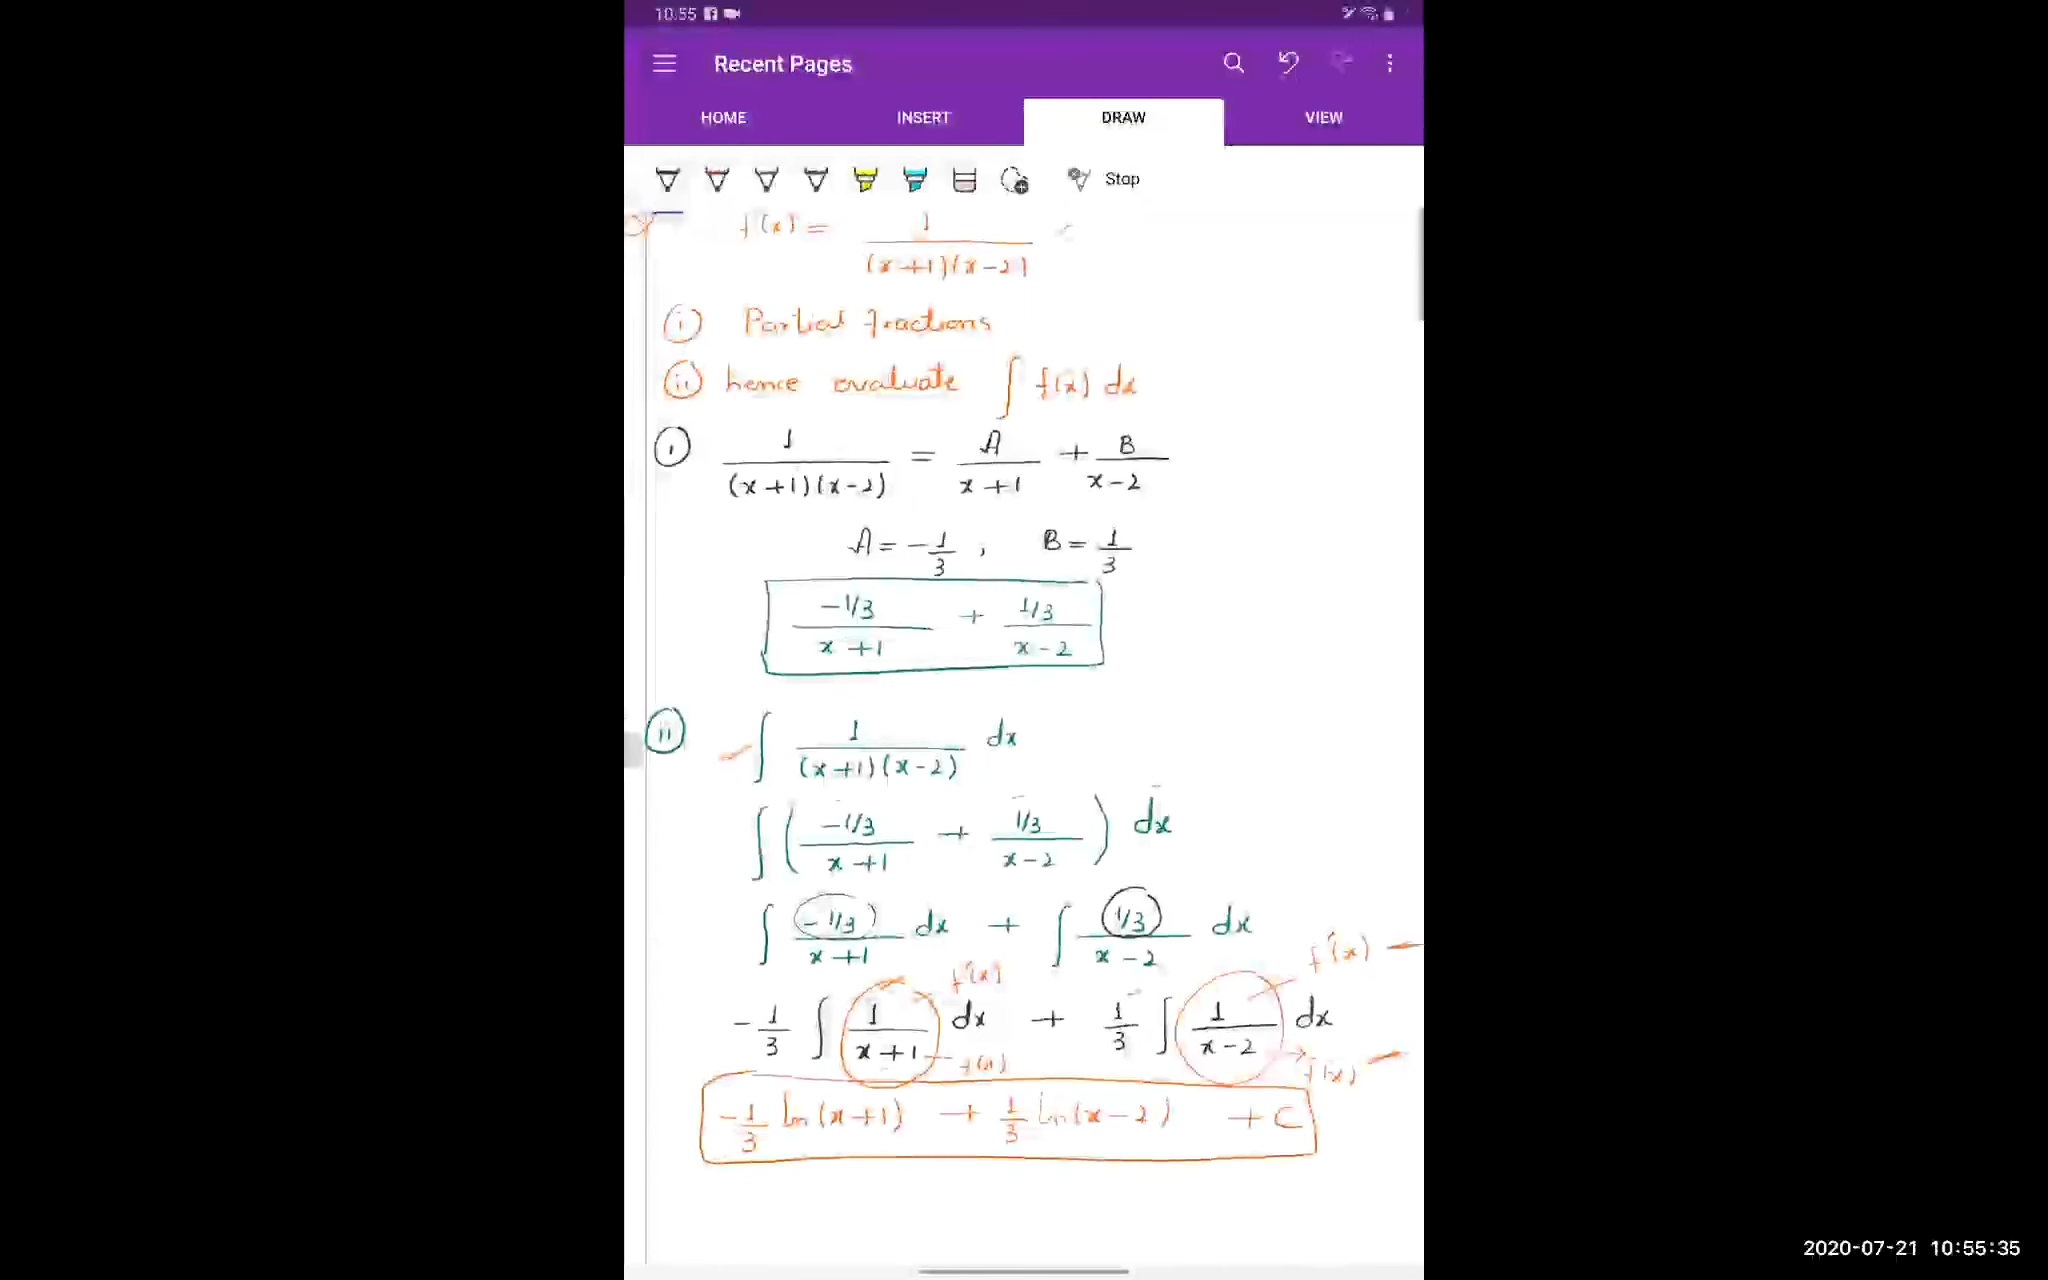 10.55
Recent Pages
HOME INSERT DRAW VIEW
Stop
f(x) = 1 / (x+1)(x-2)
(i) Partial fractions
(ii) hence evaluate ∫ f(x) dx
(i) 1 / (x+1)(x-2) = A / x+1 + B / x-2
A = -1/3 , B = 1/3
-1/3 / x+1 + 1/3 / x-2
(ii) ∫ 1 / (x+1)(x-2) dx
∫ ( -1/3 / x+1 + 1/3 / x-2 ) dx
∫ -1/3 / x+1 dx + ∫ 1/3 / x-2 dx
f'(x) f'(x)
-1/3 ∫ 1 / x+1 dx + 1/3 ∫ 1 / x-2 dx
f(x) f(x)
-1/3 ln(x+1) + 1/3 ln(x-2) + C
2020-07-21 10:55:35